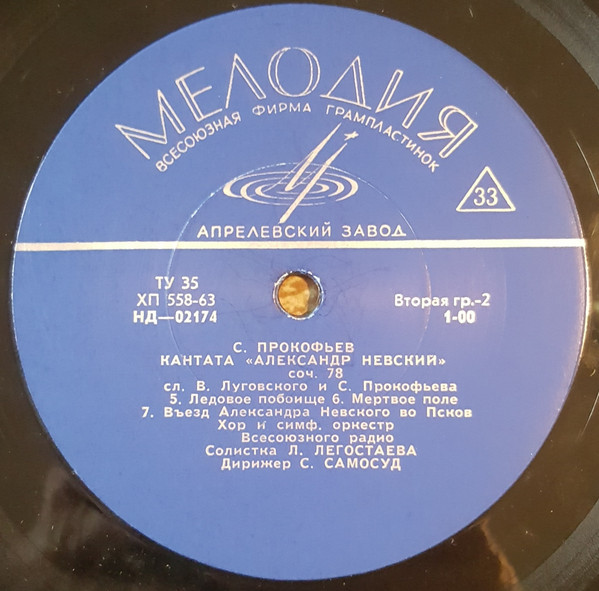 МЕЛОДИЯ
ВСЕСОЮЗНАЯ ФИРМА ГРАМПЛАСТИНОК
33
АПРЕЛЕВСКИЙ ЗАВОД
ТУ 35
ХП 558-63
НД—02174
Вторая гр.-2
1-00
С. ПРОКОФЬЕВ
КАНТАТА «АЛЕКСАНДР НЕВСКИЙ»
соч. 78
сл. В. Луговского и С. Прокофьева
5. Ледовое побоище 6. Мертвое поле
7. Въезд Александра Невского во Псков
Хор и симф. оркестр
Всесоюзного радио
Солистка Л. ЛЕГОСТАЕВА
Дирижер С. САМОСУД